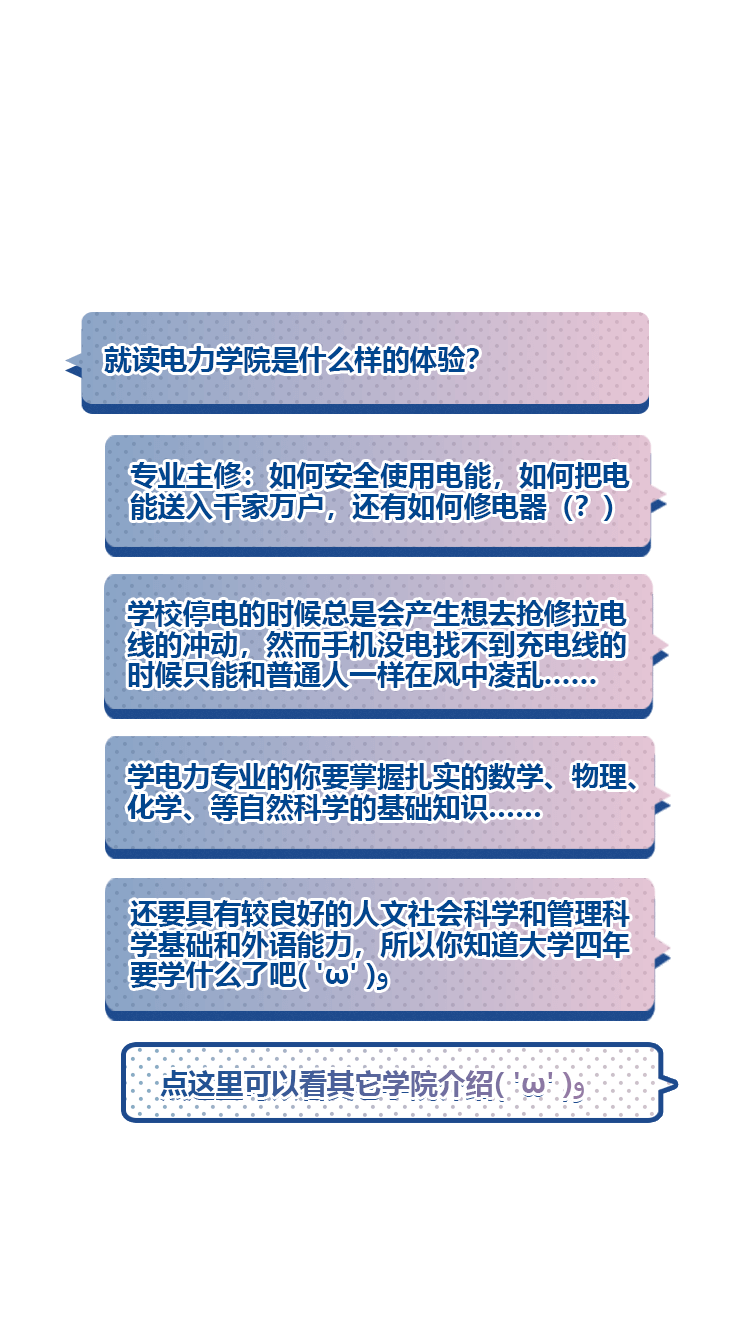 就读电力学院是什么样的体验？
专业主修：如何安全使用电能，如何把电
能送入千家万户，还有如何修电器（？）
学校停电的时候总是会产生想去抢修拉电
线的冲动，然而手机没电找不到充电线的
时候只能和普通人一样在风中凌乱……
学电力专业的你要掌握扎实的数学、物理、
化学、等自然科学的基础知识……
还要具有较良好的人文社会科学和管理科
学基础和外语能力，所以你知道大学四年
要学什么了吧( 'ω' )و
点这里可以看其它学院介绍( 'ω' )و